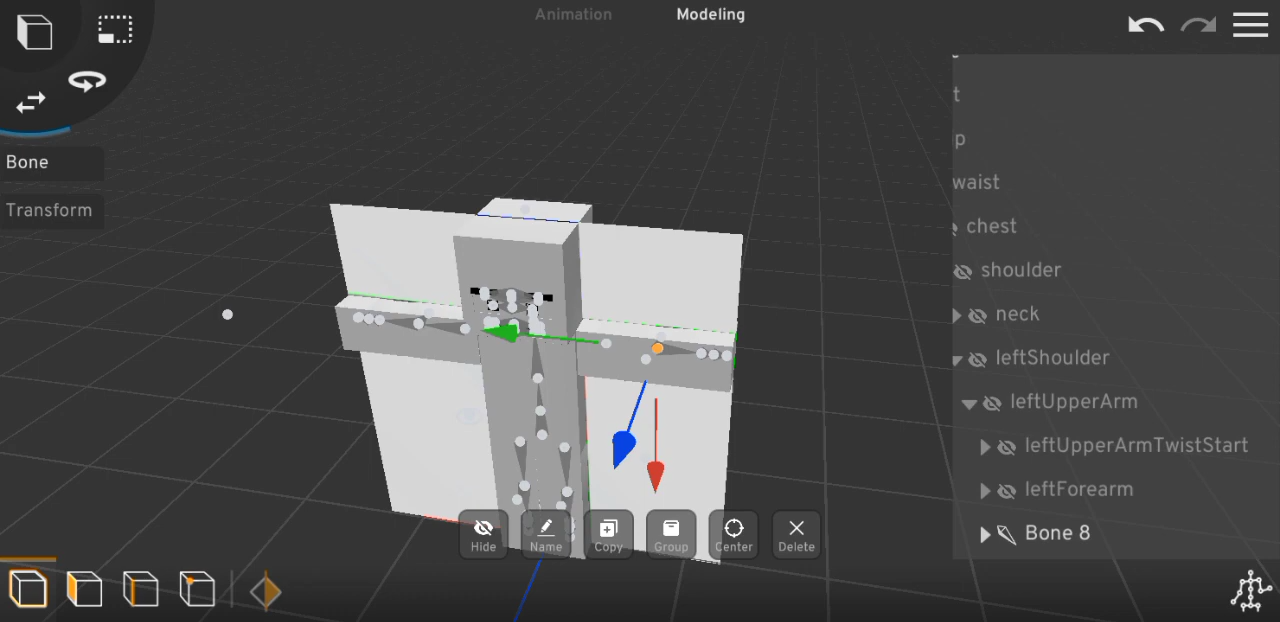 Animation
Modeling
Bone
Transform
t
p
waist
chest
shoulder
neck
leftShoulder
leftUpperArm
leftUpperArmTwistStart
leftForearm
Bone 8
Hide
Name
Copy
Group
Center
Delete